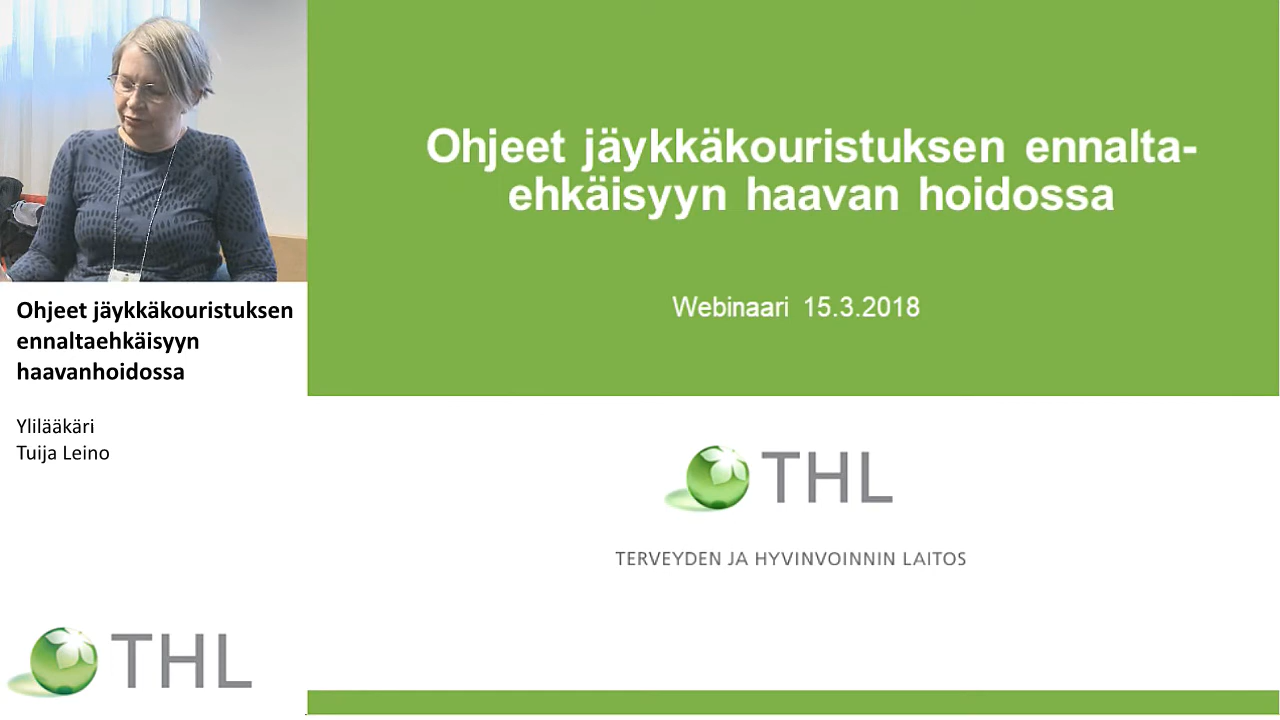 Ohjeet jäykkäkouristuksen ennalta-
ehkäisyyn haavan hoidossa
Webinaari 15.3.2018
THL
TERVEYDEN JA HYVINVOINNIN LAITOS
Ohjeet jäykkäkouristuksen
ennaltaehkäisyyn
haavanhoidossa
Ylilääkäri
Tuija Leino
THL